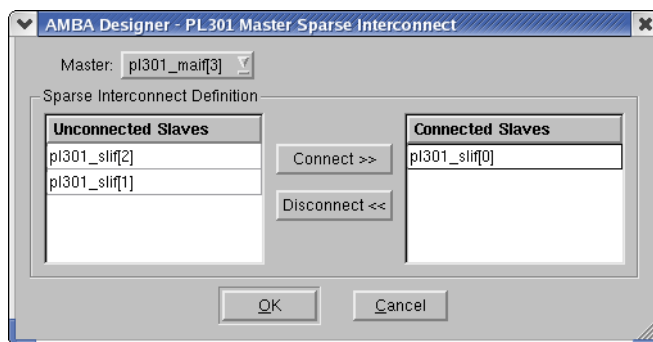 AMBA Designer - PL301 Master Sparse Interconnect
Master: pl301_maif[3]
Sparse Interconnect Definition
Unconnected Slaves
pl301_slif[2]
pl301_slif[1]
Connect >>
Disconnect <<
Connected Slaves
pl301_slif[0]
OK
Cancel